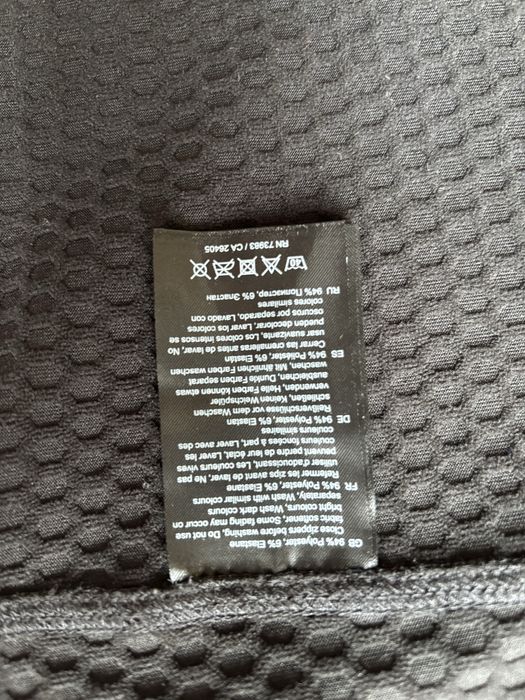 GB 94% Polyester, 6% Elastane
Close zippers before washing, Do not use
fabric softener, Some fading may occur on
bright colours, Wash dark colours
separately, Wash with similar colours
FR 94% Polyester, 6% Elastane
Refermer les zips avant de laver, Ne pas
utiliser d'adoucissant, Les couleurs vives
peuvent perdre de leur éclat, Laver les
couleurs foncées à part, Laver avec des
couleurs similaires
DE 94% Polyester, 6% Elastan
Reißverschlüsse vor dem Waschen
schließen, Keinen Weichspüler
verwenden, Helle Farben können etwas
ausbleichen, Dunkle Farben separat
waschen, Mit ähnlichen Farben waschen
ES 94% Poliéster, 6% Elastán
Cerrar las cremalleras antes de lavar, No
usar suavizante, Los colores intensos se
pueden decolorar, Lavar los colores
oscuros por separado, Lavado con
colores similares
RU 94% Полиэстер, 6% Эластан
40
RN 73983 / CA 26405